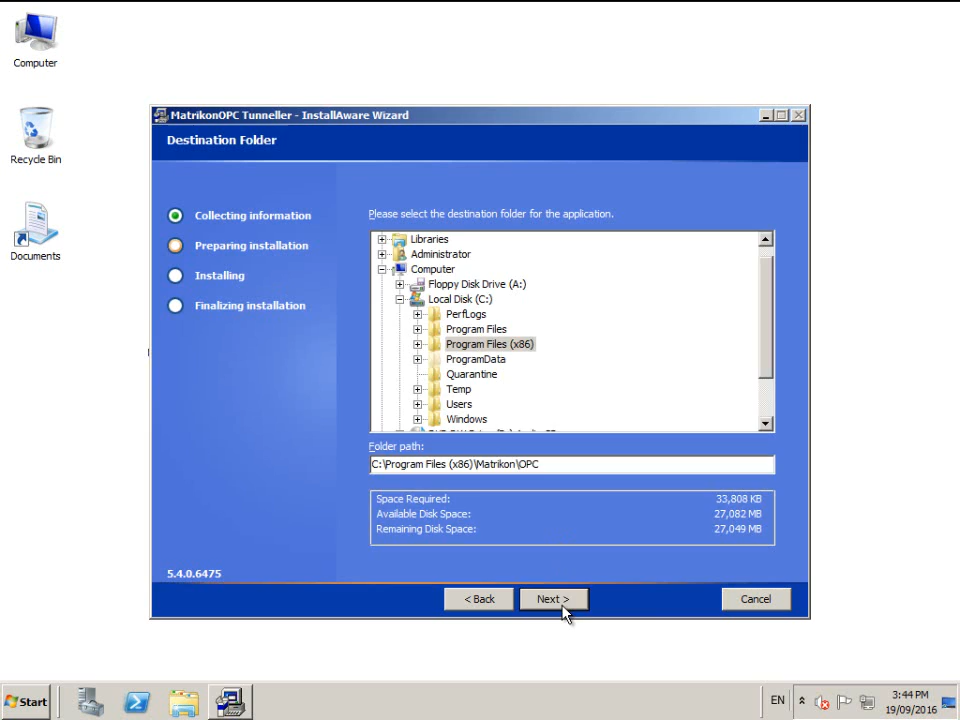 Computer
Recycle Bin
Documents
MatrikonOPC Tunneller - InstallAware Wizard
Destination Folder
Collecting information
Preparing installation
Installing
Finalizing installation
5.4.0.6475
Please select the destination folder for the application.
Libraries
Administrator
Computer
Floppy Disk Drive (A:)
Local Disk (C:)
PerfLogs
Program Files
Program Files (x86)
ProgramData
Quarantine
Temp
Users
Windows
Folder path:
C:\Program Files (x86)\Matrikon\OPC
Space Required: 33,808 KB
Available Disk Space: 27,082 MB
Remaining Disk Space: 27,049 MB
< Back
Next >
Cancel
Start
EN
3:44 PM
19/09/2016